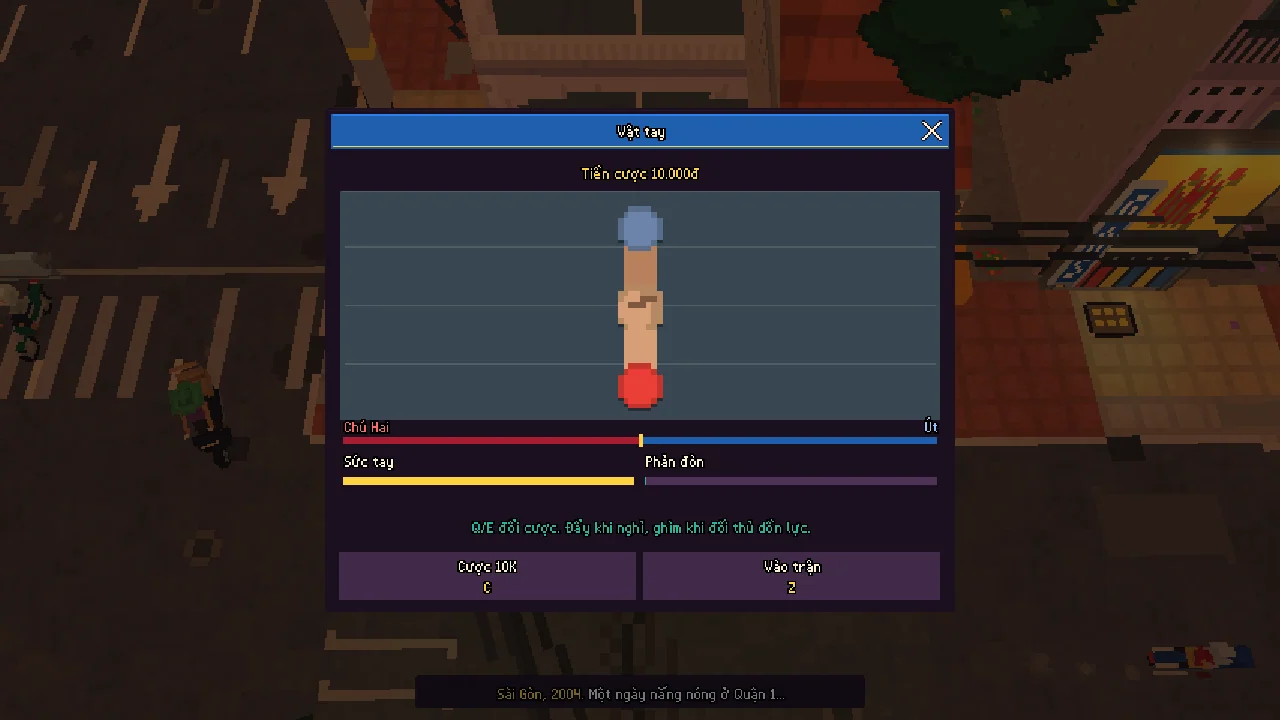 Vật tay
Tiền cược 10.000đ
Chú Hai
Út
Sức tay
Phản đòn
Q/E đổi cược. Đẩy khi nghỉ, ghìm khi đối thủ dồn lực.
Cược 10K
C
Vào trận
Z
Sài Gòn, 2004. Một ngày nắng nóng ở Quận 1...